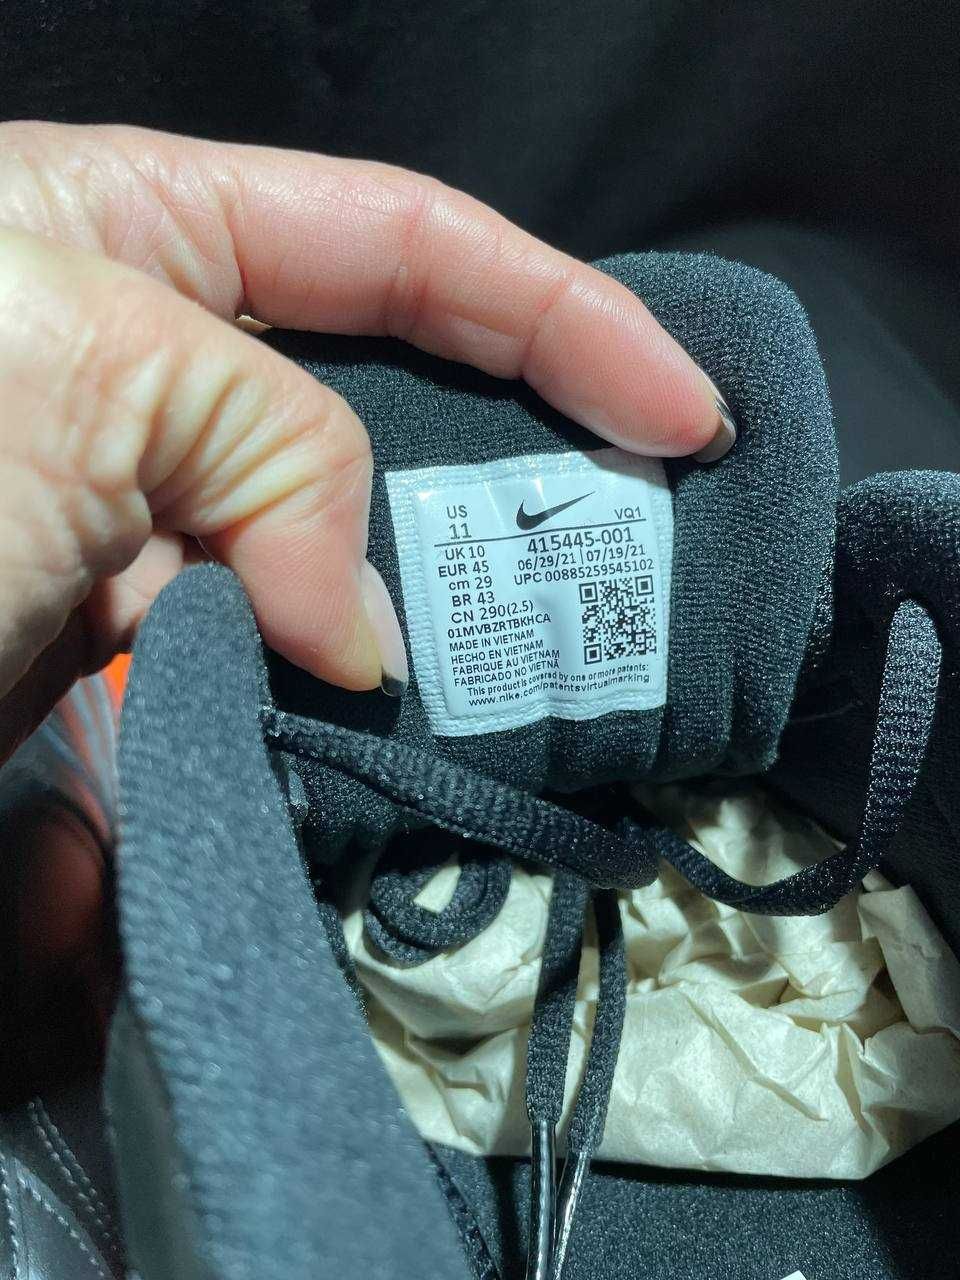 US
11
VQ1
UK 10
415445-001
EUR 45
06/29/21 | 07/19/21
cm 29
UPC 00885259545102
BR 43
CN 290(2.5)
01MVBZRTBKHCA
MADE IN VIETNAM
HECHO EN VIETNAM
FABRIQUE AU VIETNAM
FABRICADO NO VIETNÃ
This product is covered by one or more patents:
www.nike.com/patentsvirtualmarking